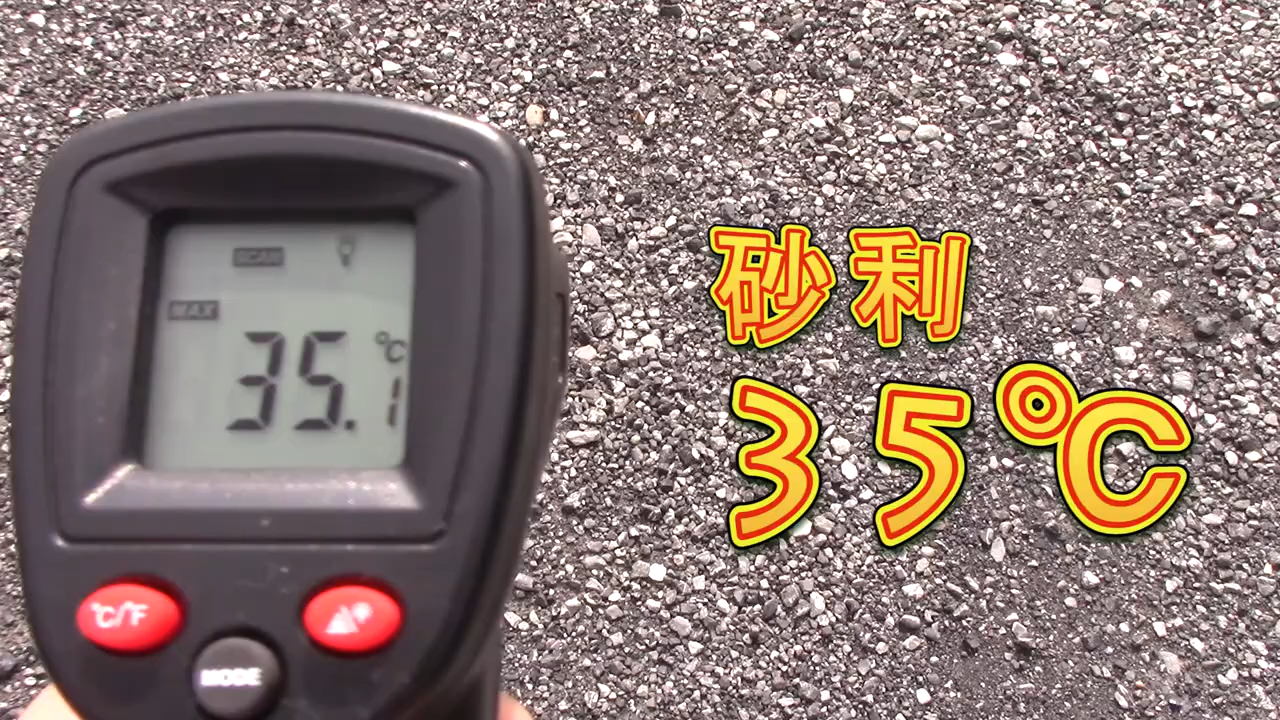 SCAN
MAX
35.1
℃
℃/℉
MODE
砂利
35℃